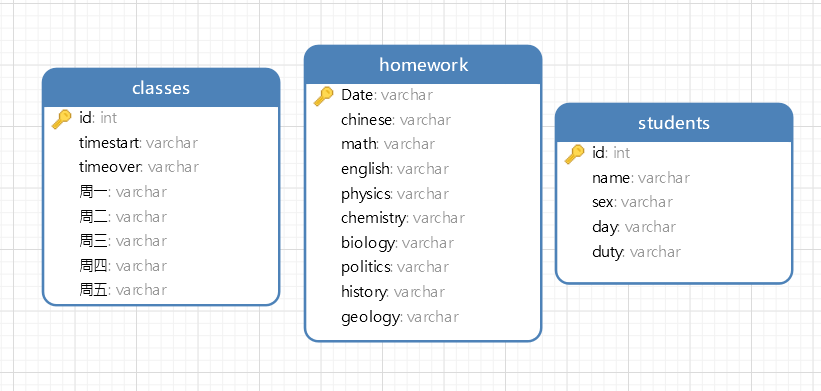 classes
id: int
timestart: varchar
timeover: varchar
周一: varchar
周二: varchar
周三: varchar
周四: varchar
周五: varchar
homework
Date: varchar
chinese: varchar
math: varchar
english: varchar
physics: varchar
chemistry: varchar
biology: varchar
politics: varchar
history: varchar
geology: varchar
students
id: int
name: varchar
sex: varchar
day: varchar
duty: varchar